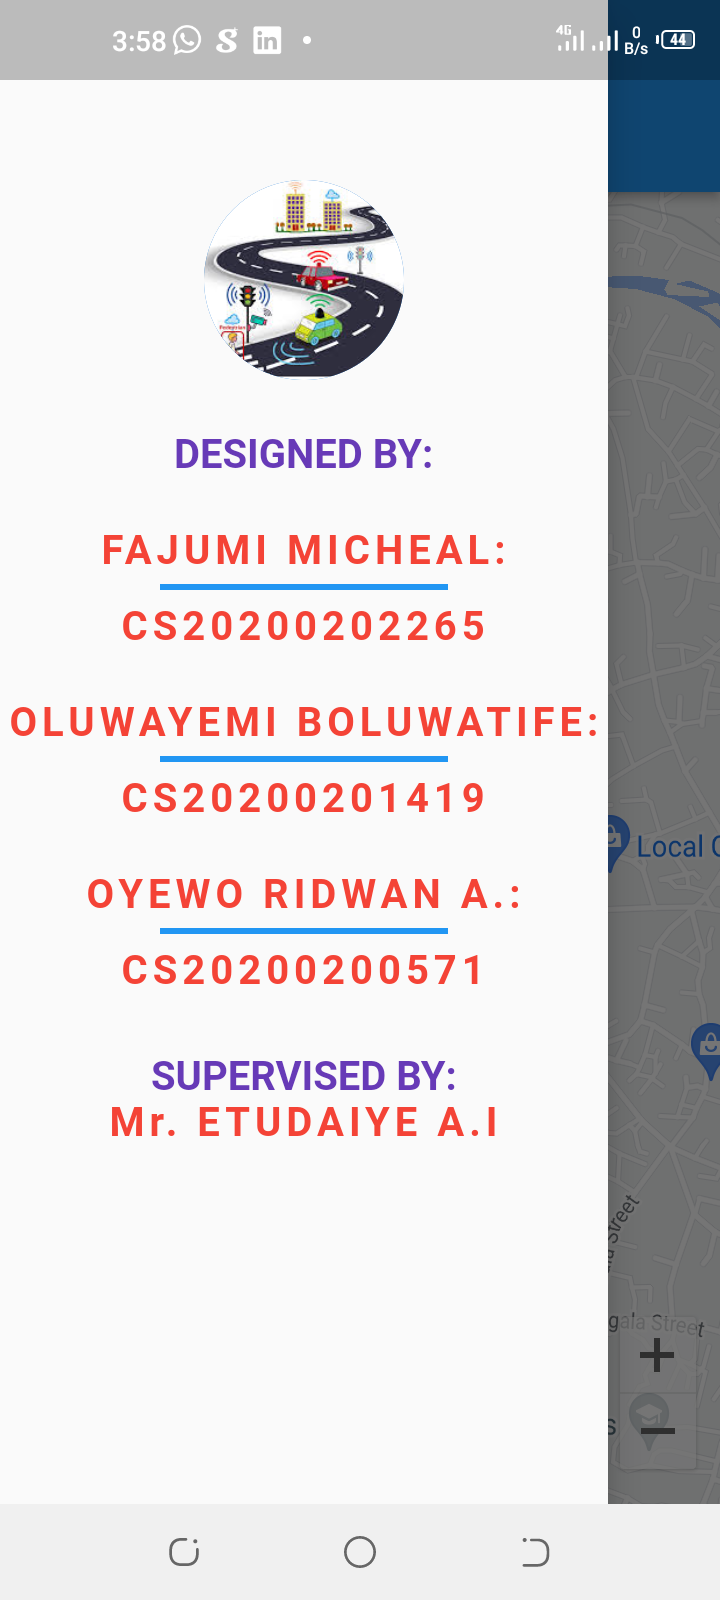 3:58
4G
0
B/s
44
DESIGNED BY:
FAJUMI MICHEAL:
CS20200202265
OLUWAYEMI BOLUWATIFE:
CS20200201419
Local
OYEWO RIDWAN A.:
CS20200200571
SUPERVISED BY:
Mr. ETUDAIYE A.I
Street
gala Street